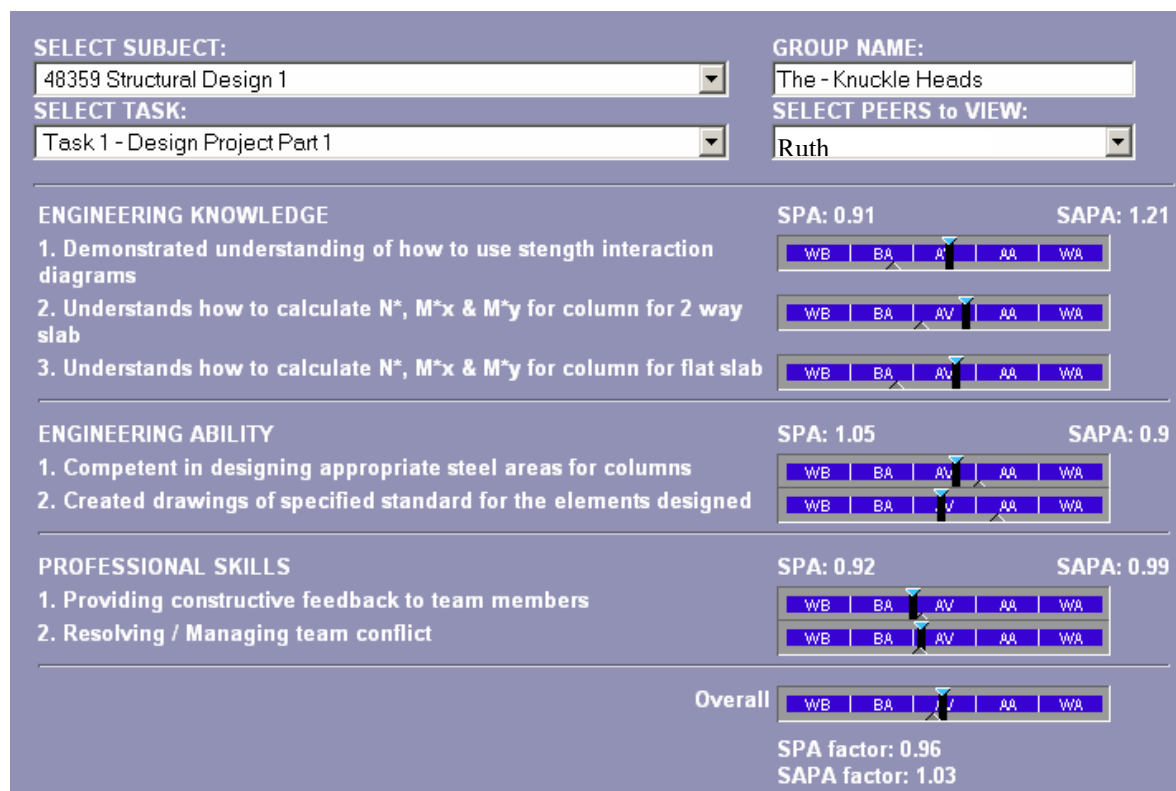 SELECT SUBJECT:
GROUP NAME:
48359 Structural Design 1
The - Knuckle Heads
SELECT TASK:
SELECT PEERS to VIEW:
Task 1 - Design Project Part 1
Ruth
ENGINEERING KNOWLEDGE
SPA: 0.91
SAPA: 1.21
1. Demonstrated understanding of how to use stength interaction
diagrams
WB BA AA WA
2. Understands how to calculate N*, M*x & M*y for column for 2 way
slab
WB BA AV AA WA
3. Understands how to calculate N*, M*x & M*y for column for flat slab
WB BA AV AA WA
ENGINEERING ABILITY
SPA: 1.05
SAPA: 0.9
1. Competent in designing appropriate steel areas for columns
WB BA AV AA WA
2. Created drawings of specified standard for the elements designed
WB BA AA WA
PROFESSIONAL SKILLS
SPA: 0.92
SAPA: 0.99
1. Providing constructive feedback to team members
WB BA AV AA WA
2. Resolving / Managing team conflict
WB BA AV AA WA
Overall
WB BA AA WA
SPA factor: 0.96
SAPA factor: 1.03